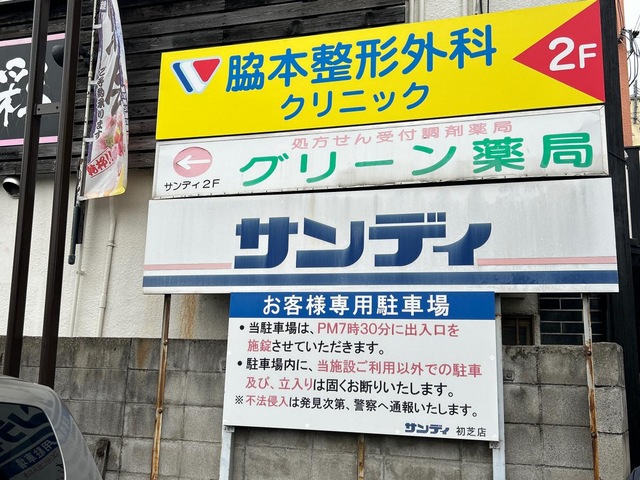 脇本整形外科
クリニック
2F
処方せん受付調剤薬局
グリーン薬局
サンディ2F
サンディ
お客様専用駐車場
• 当駐車場は、PM7時30分に出入口を
施錠させていただきます。
• 駐車場内に、当施設ご利用以外での駐車
及び、立入りは固くお断りいたします。
※ 不法侵入は発見次第、警察へ通報いたします。
サンディ 初芝店
彩